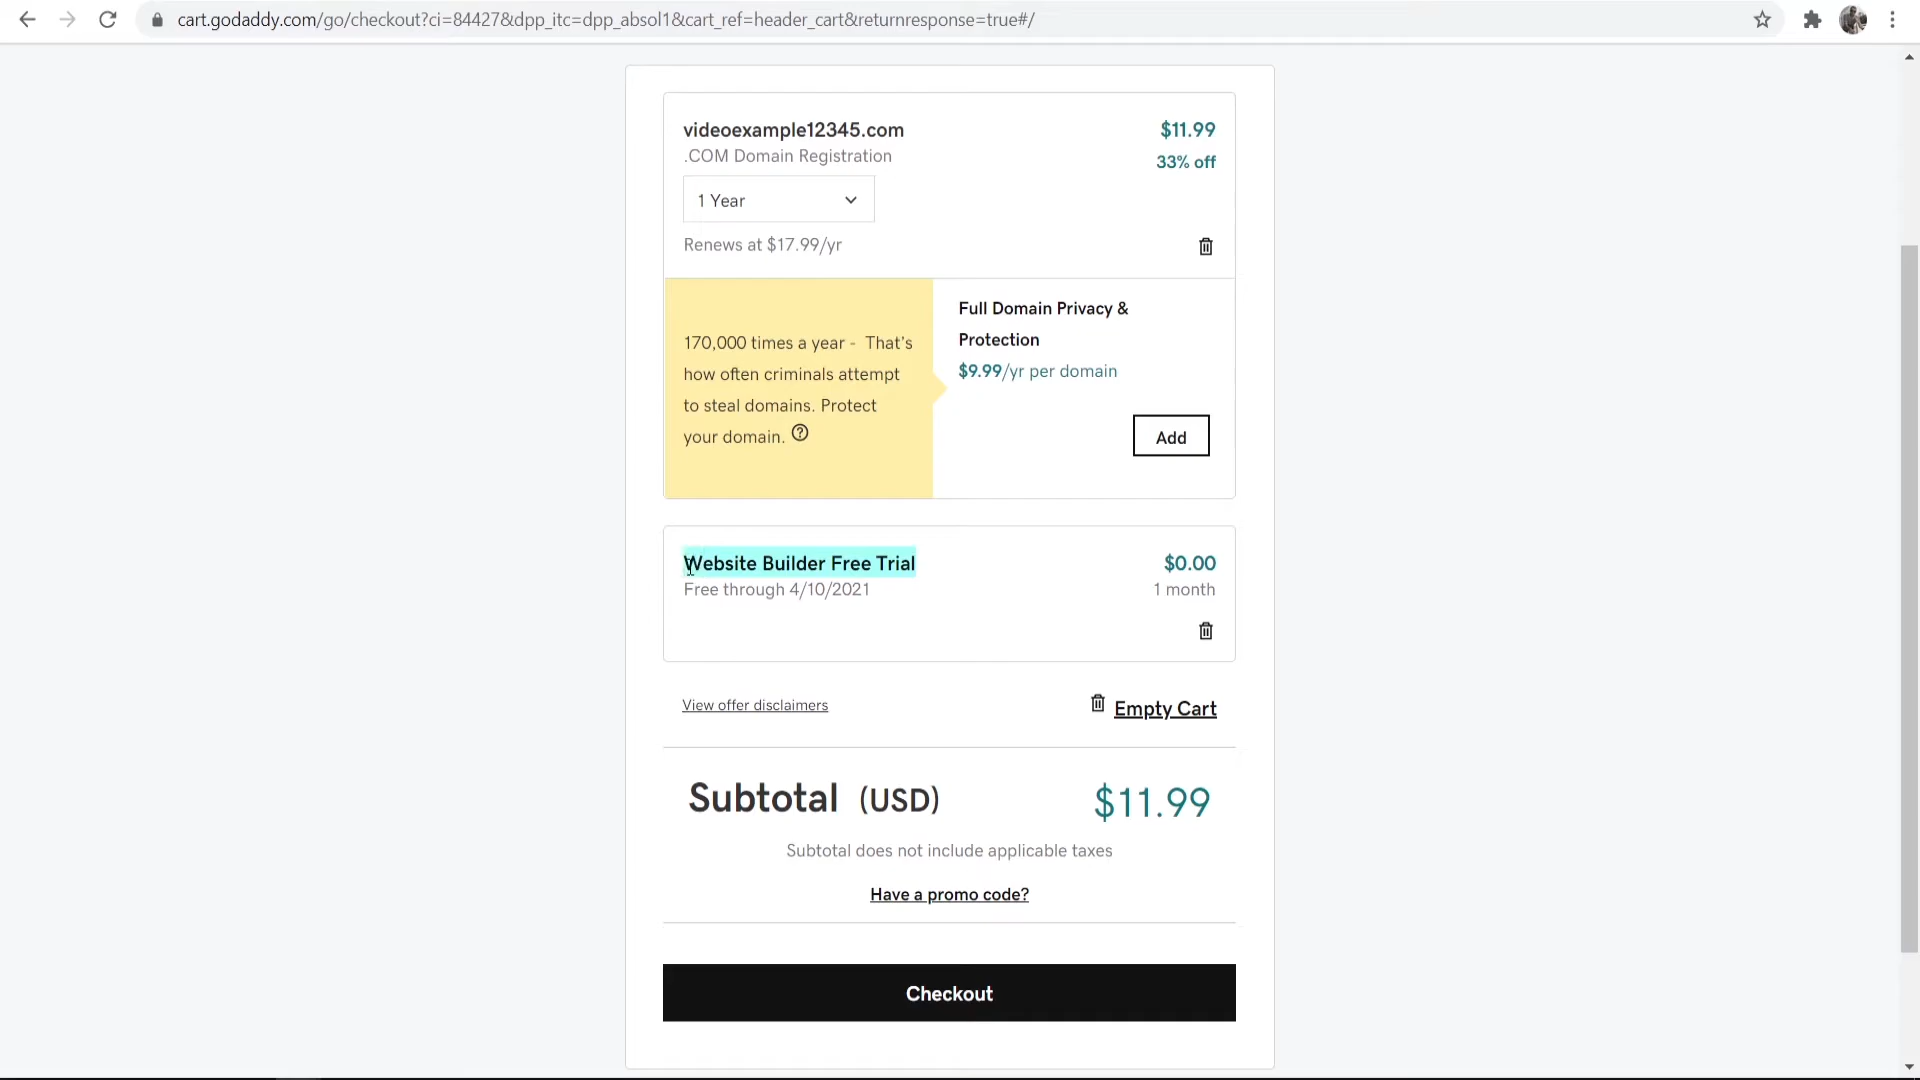 cart.godaddy.com/go/checkout?ci=84427&dpp_itc=dpp_absol1&cart_ref=header_cart&returnresponse=true#/
videoexample12345.com
$11.99
.COM Domain Registration
33% off
1 Year
Renews at $17.99/yr
170,000 times a year - That's
how often criminals attempt
to steal domains. Protect
your domain. ?
Full Domain Privacy &
Protection
$9.99/yr per domain
Add
Website Builder Free Trial
$0.00
Free through 4/10/2021
1 month
View offer disclaimers
Empty Cart
Subtotal (USD)
$11.99
Subtotal does not include applicable taxes
Have a promo code?
Checkout